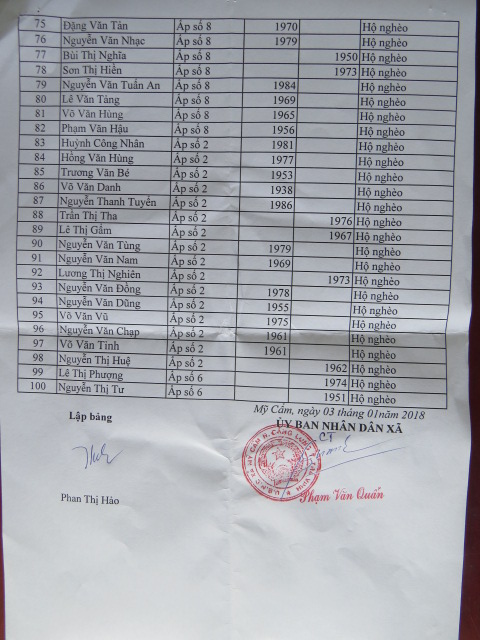 75 Đặng Văn Tản Ấp số 8 1970 Hộ nghèo
76 Nguyễn Văn Nhạc Ấp số 8 1979 Hộ nghèo
77 Bùi Thị Nghĩa Ấp số 8 1950 Hộ nghèo
78 Sơn Thị Hiền Ấp số 8 1973 Hộ nghèo
79 Nguyễn Văn Tuấn An Ấp số 8 1984 Hộ nghèo
80 Lê Văn Tảng Ấp số 8 1969 Hộ nghèo
81 Võ Văn Hùng Ấp số 8 1965 Hộ nghèo
82 Phạm Văn Hậu Ấp số 8 1956 Hộ nghèo
83 Huỳnh Công Nhân Ấp số 2 1981 Hộ nghèo
84 Hồng Văn Hùng Ấp số 2 1977 Hộ nghèo
85 Trương Văn Bé Ấp số 2 1953 Hộ nghèo
86 Võ Văn Danh Ấp số 2 1938 Hộ nghèo
87 Nguyễn Thanh Tuyền Ấp số 2 1986 Hộ nghèo
88 Trần Thị Tha Ấp số 2 1976 Hộ nghèo
89 Lê Thị Gấm Ấp số 2 1967 Hộ nghèo
90 Nguyễn Văn Tùng Ấp số 2 1979 Hộ nghèo
91 Nguyễn Văn Nam Ấp số 2 1969 Hộ nghèo
92 Lương Thị Nghiên Ấp số 2 1973 Hộ nghèo
93 Nguyễn Văn Đồng Ấp số 2 1978 Hộ nghèo
94 Nguyễn Văn Dũng Ấp số 2 1955 Hộ nghèo
95 Võ Văn Vũ Ấp số 2 1975 Hộ nghèo
96 Nguyễn Văn Chạp Ấp số 2 1961 Hộ nghèo
97 Võ Văn Tính Ấp số 2 1961 Hộ nghèo
98 Nguyễn Thị Huệ Ấp số 2 1962 Hộ nghèo
99 Lê Thị Phượng Ấp số 6 1974 Hộ nghèo
100 Nguyễn Thị Tư Ấp số 6 1951 Hộ nghèo
Mỹ Cẩm, ngày 03 tháng 01năm 2018
Lập bảng ỦY BAN NHÂN DÂN XÃ
CT
Phan Thị Hảo Phạm Văn Quấn